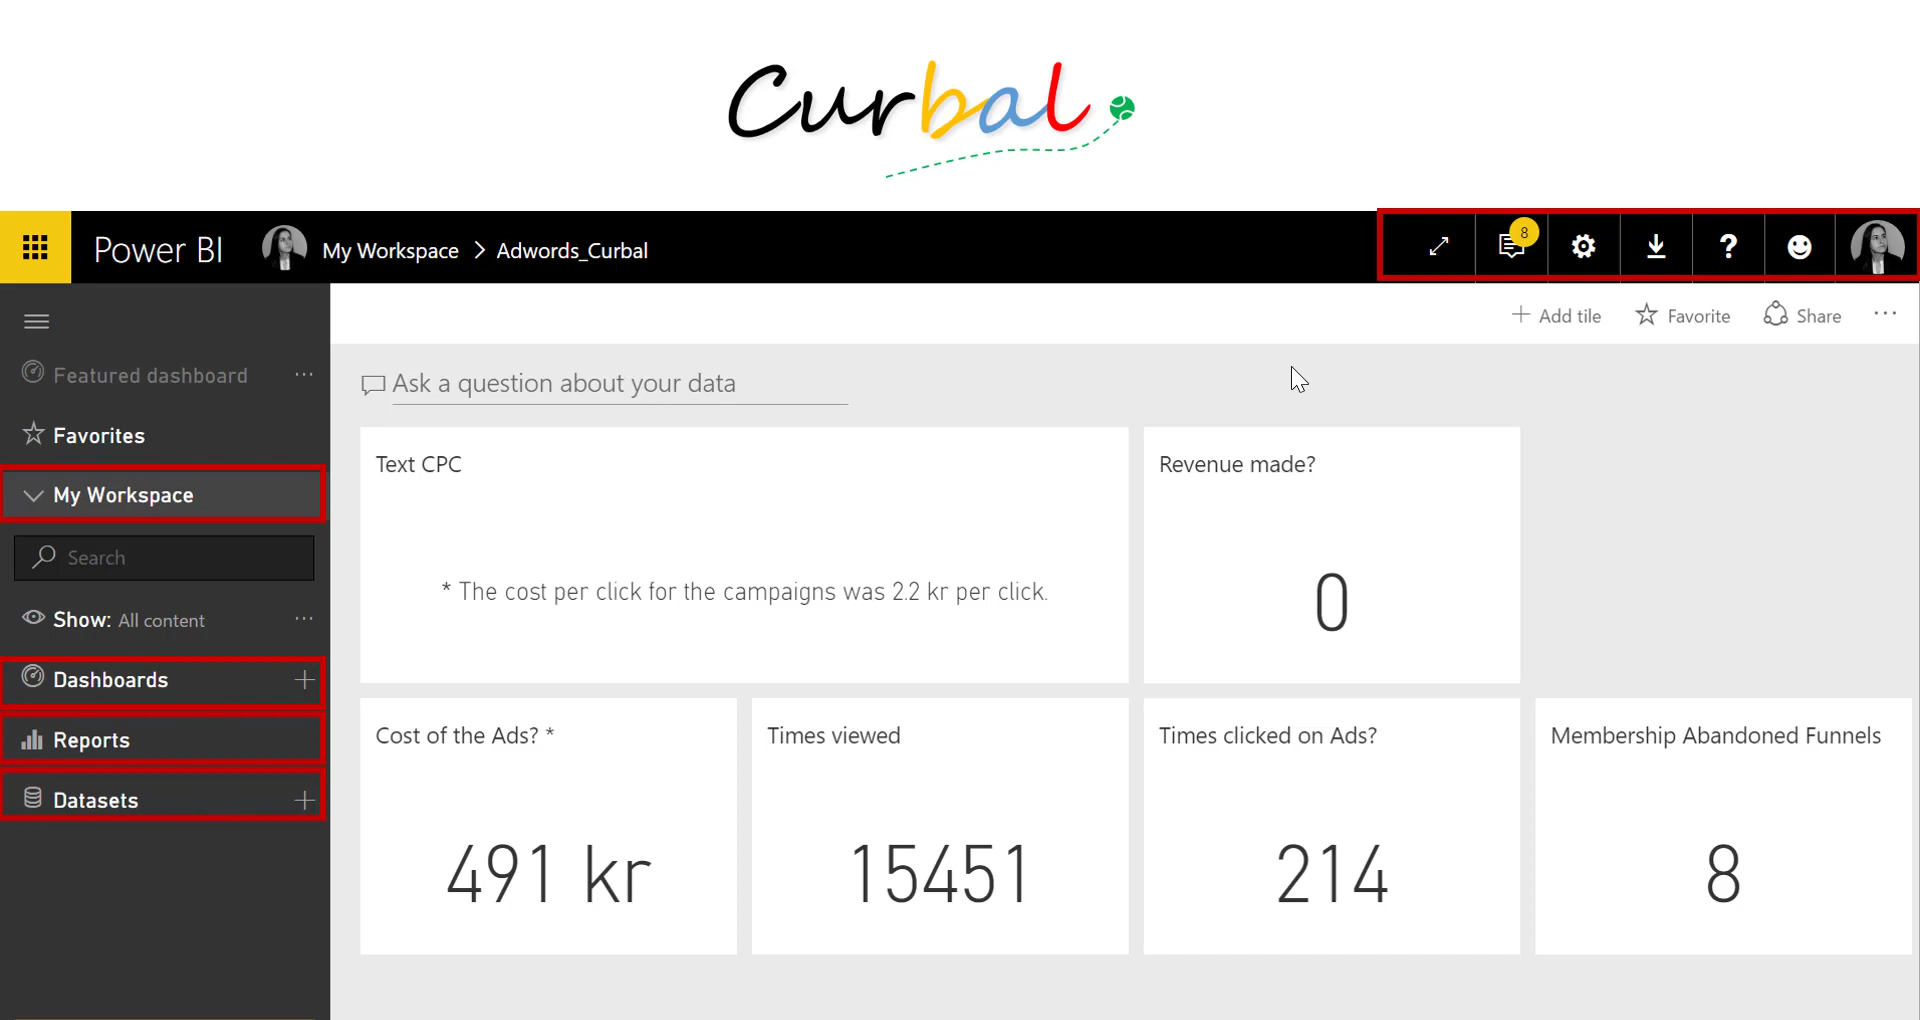 Curbal
Power BI
My Workspace > Adwords_Curbal
8
?
+ Add tile
Favorite
Share
...
Featured dashboard ...
Favorites
My Workspace
Search
Show: All content ...
Dashboards +
Reports
Datasets +
Ask a question about your data
Text CPC
* The cost per click for the campaigns was 2.2 kr per click.
Revenue made?
0
Cost of the Ads? *
491 kr
Times viewed
15451
Times clicked on Ads?
214
Membership Abandoned Funnels
8